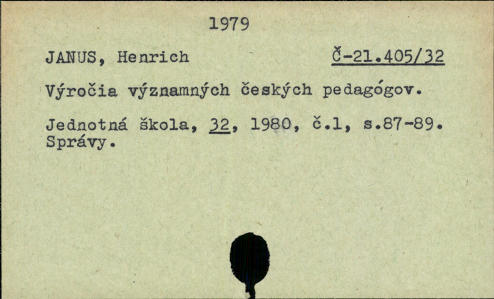 1979
JANUS, Henrich Č-21.405/32
Výročia významných českých pedagógov.
Jednotná škola, 32, 1980, č.1, s.87-89.
Správy.